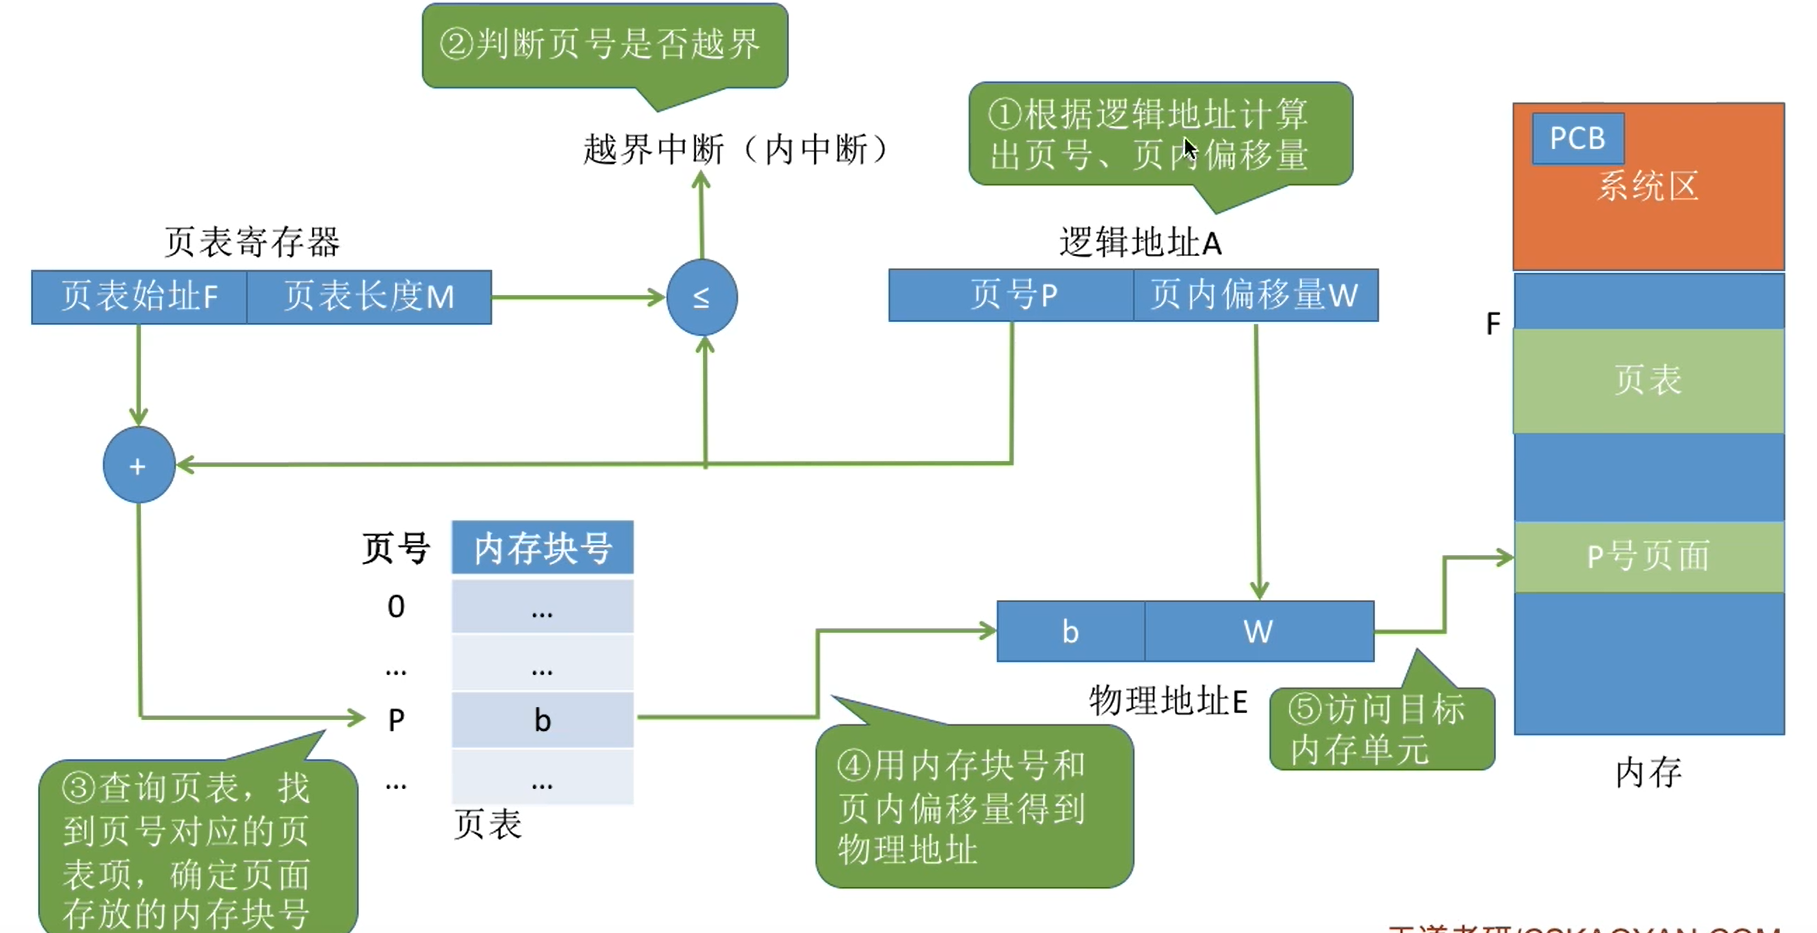 ②判断页号是否越界
①根据逻辑地址计算
出页号、页内偏移量
越界中断（内中断）
PCB
系统区
页表寄存器
逻辑地址A
页表始址F
页表长度M
≤
页号P
页内偏移量W
F
页表
+
页号
内存块号
P号页面
0
...
...
...
P
b
...
...
页表
b
W
物理地址E
③查询页表，找
到页号对应的页
表项，确定页面
存放的内存块号
④用内存块号和
页内偏移量得到
物理地址
⑤访问目标
内存单元
内存